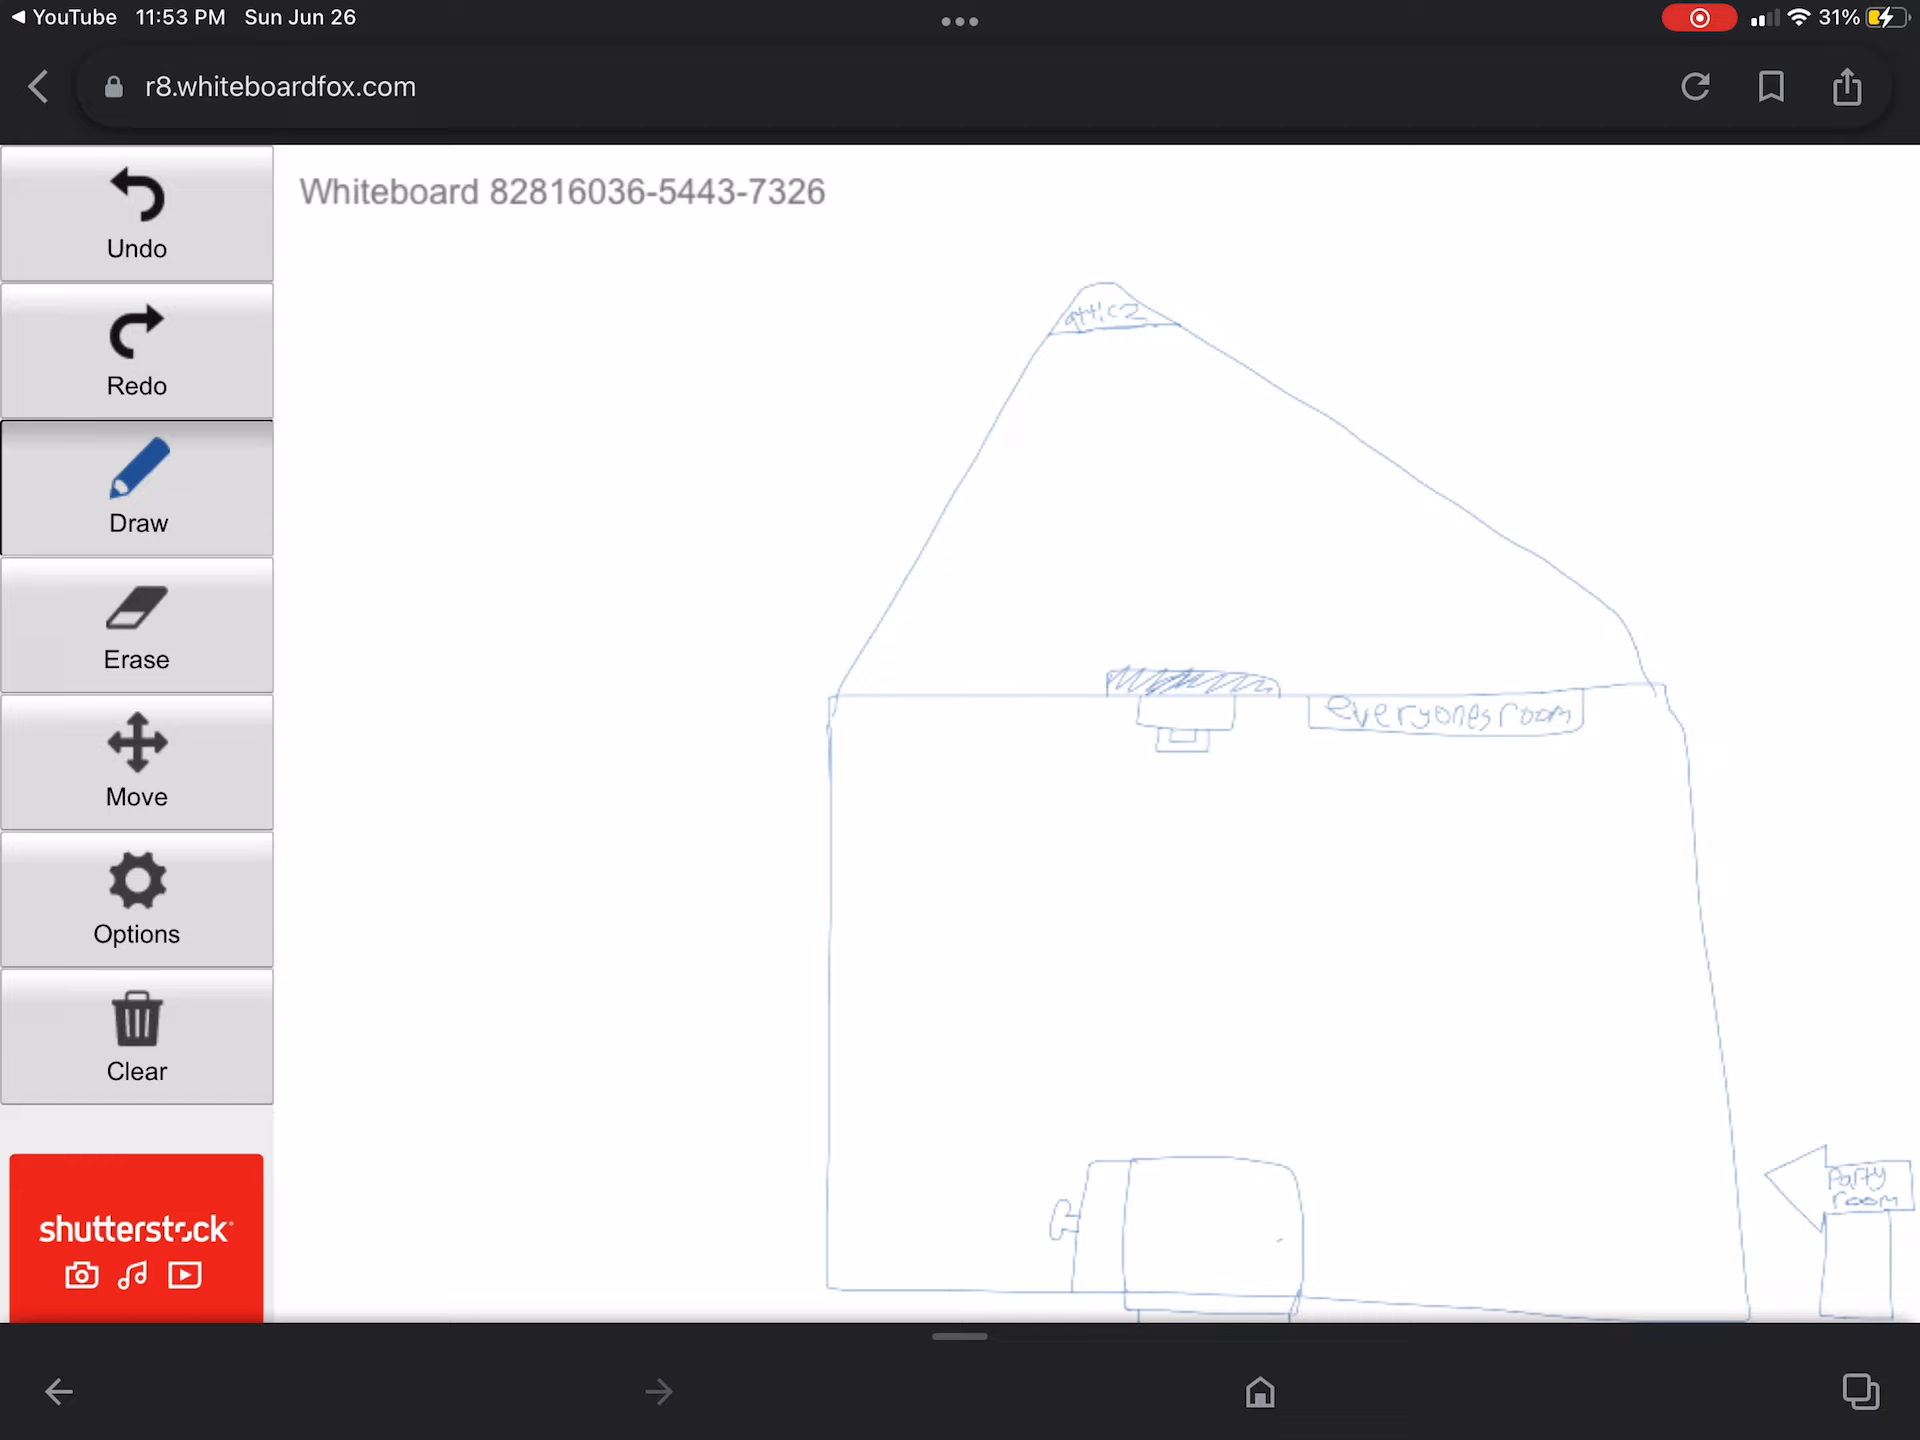 YouTube 11:53 PM Sun Jun 26
31%
r8.whiteboardfox.com
Undo
Redo
Draw
Erase
Move
Options
Clear
shutterstock
Whiteboard 82816036-5443-7326
attic2
everyones room
Party
room